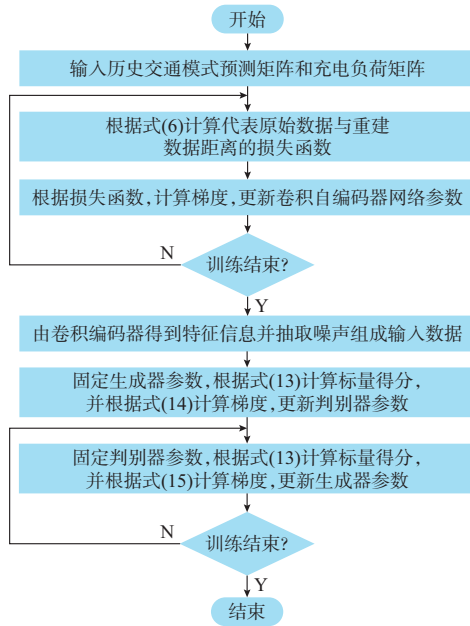 开始
输入历史交通模式预测矩阵和充电负荷矩阵
根据式(6)计算代表原始数据与重建
数据距离的损失函数
根据损失函数,计算梯度,更新卷积自编码器网络参数
N
训练结束?
Y
由卷积编码器得到特征信息并抽取噪声组成输入数据
固定生成器参数,根据式(13)计算标量得分,
并根据式(14)计算梯度,更新判别器参数
固定判别器参数,根据式(13)计算标量得分,
并根据式(15)计算梯度,更新生成器参数
N
训练结束?
Y
结束